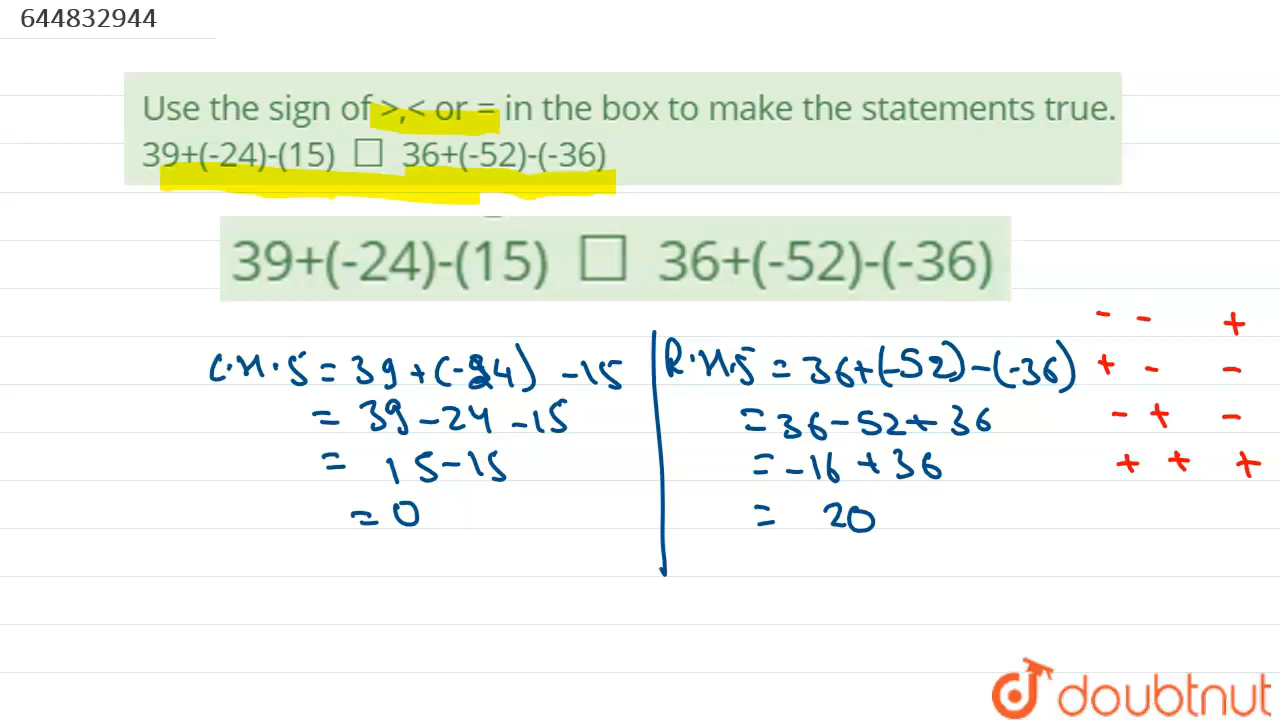 644832944
Use the sign of >,< or = in the box to make the statements true.
39+(-24)-(15) □ 36+(-52)-(-36)
39+(-24)-(15) □ 36+(-52)-(-36)
L.H.S = 39 + (-24) - 15
= 39 - 24 - 15
= 15 - 15
= 0
R.H.S = 36+(-52)-(-36)
= 36 - 52 + 36
= -16 + 36
= 20
- - +
+ - -
- + -
+ + +
doubtnut